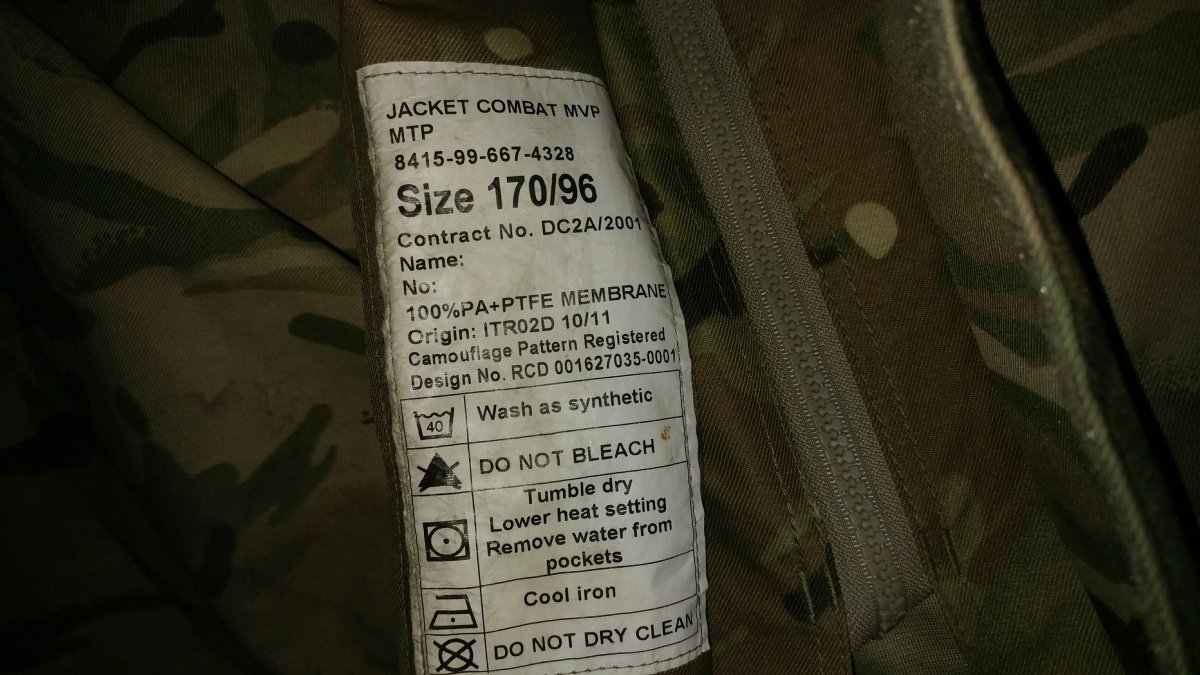 JACKET COMBAT MVP
MTP
8415-99-667-4328
Size 170/96
Contract No. DC2A/2001
Name:
No:
100%PA+PTFE MEMBRANE
Origin: ITR02D 10/11
Camouflage Pattern Registered
Design No. RCD 001627035-0001
40 Wash as synthetic
DO NOT BLEACH
Tumble dry
Lower heat setting
Remove water from
pockets
Cool iron
DO NOT DRY CLEAN